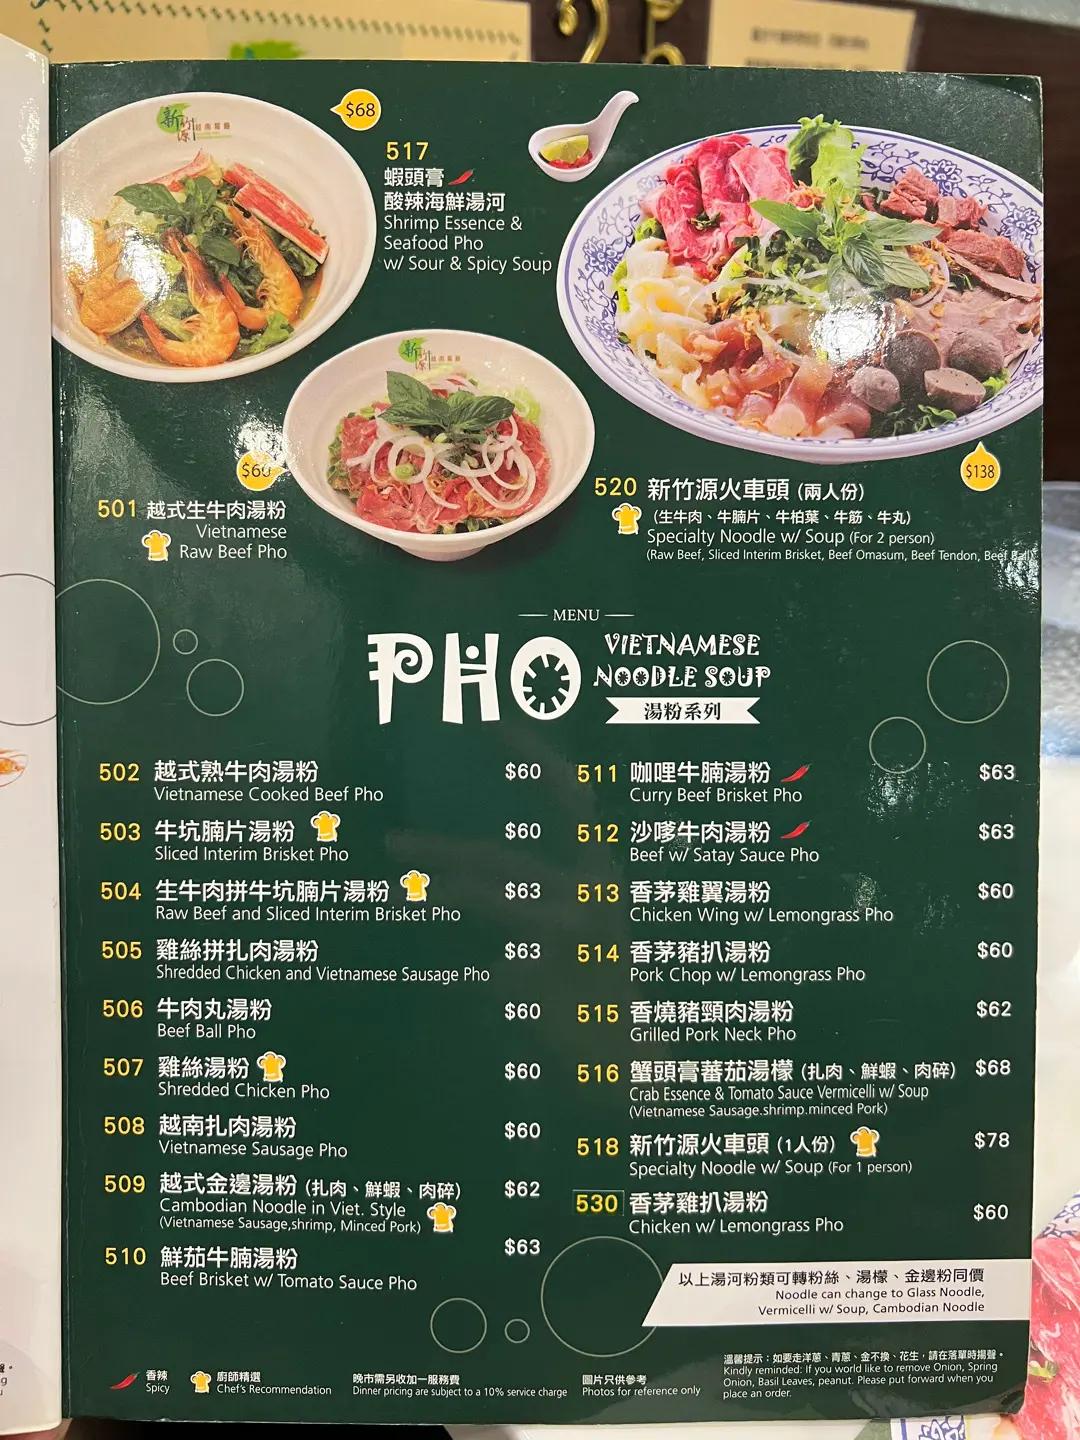 $68
517
蝦頭膏
酸辣海鮮湯河
Shrimp Essence &
Seafood Pho
w/ Sour & Spicy Soup
新竹源
越南餐廳
新竹源
越南餐廳
501 越式生牛肉湯粉
Vietnamese
Raw Beef Pho
$138
520 新竹源火車頭 (兩人份)
(生牛肉、牛腩片、牛柏葉、牛筋、牛丸)
Specialty Noodle w/ Soup (For 2 person)
(Raw Beef, Sliced Interim Brisket, Beef Omasum, Beef Tendon, Beef Ball)
MENU
PHO
VIETNAMESE
NOODLE SOUP
湯粉系列
502 越式熟牛肉湯粉 $60
Vietnamese Cooked Beef Pho
503 牛坑腩片湯粉 $60
Sliced Interim Brisket Pho
504 生牛肉拼牛坑腩片湯粉 $63
Raw Beef and Sliced Interim Brisket Pho
505 雞絲拼扎肉湯粉 $63
Shredded Chicken and Vietnamese Sausage Pho
506 牛肉丸湯粉 $60
Beef Ball Pho
507 雞絲湯粉 $60
Shredded Chicken Pho
508 越南扎肉湯粉 $60
Vietnamese Sausage Pho
509 越式金邊湯粉 (扎肉、鮮蝦、肉碎) $62
Cambodian Noodle in Viet. Style
(Vietnamese Sausage,shrimp, Minced Pork)
510 鮮茄牛腩湯粉 $63
Beef Brisket w/ Tomato Sauce Pho
511 咖哩牛腩湯粉 $63
Curry Beef Brisket Pho
512 沙嗲牛肉湯粉 $63
Beef w/ Satay Sauce Pho
513 香茅雞翼湯粉 $60
Chicken Wing w/ Lemongrass Pho
514 香茅豬扒湯粉 $60
Pork Chop w/ Lemongrass Pho
515 香燒豬頸肉湯粉 $62
Grilled Pork Neck Pho
516 蟹頭膏蕃茄湯檬 (扎肉、鮮蝦、肉碎) $68
Crab Essence & Tomato Sauce Vermicelli w/ Soup
(Vietnamese Sausage.shrimp.minced Pork)
518 新竹源火車頭 (1人份) $78
Specialty Noodle w/ Soup (For 1 person)
530 香茅雞扒湯粉 $60
Chicken w/ Lemongrass Pho
以上湯河粉類可轉粉絲、湯檬、金邊粉同價
Noodle can change to Glass Noodle,
Vermicelli w/ Soup, Cambodian Noodle
香辣
Spicy
廚師精選
Chef's Recommendation
晚市需另收加一服務費
Dinner pricing are subject to a 10% service charge
圖片只供參考
Photos for reference only
溫馨提示：如要走洋蔥、青蔥、金不換、花生，請在落單時揚聲。
Kindly reminded: If you would like to remove Onion, Spring
Onion, Basil Leaves, peanut. Please put forward when you
place an order.